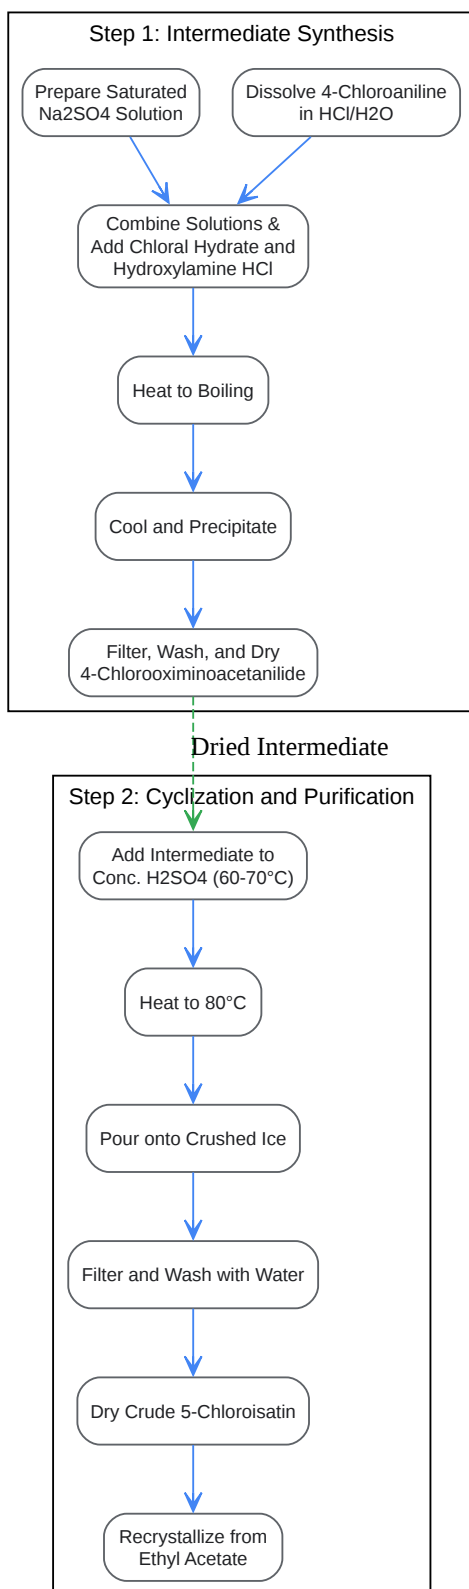 Step 1: Intermediate Synthesis
Prepare Saturated
Na2SO4 Solution
Dissolve 4-Chloroaniline
in HCl/H2O
Combine Solutions &
Add Chloral Hydrate and
Hydroxylamine HCl
Heat to Boiling
Cool and Precipitate
Filter, Wash, and Dry
4-Chlorooximinoacetanilide
Dried Intermediate
Step 2: Cyclization and Purification
Add Intermediate to
Conc. H2SO4 (60-70°C)
Heat to 80°C
Pour onto Crushed Ice
Filter and Wash with Water
Dry Crude 5-Chloroisatin
Recrystallize from
Ethyl Acetate